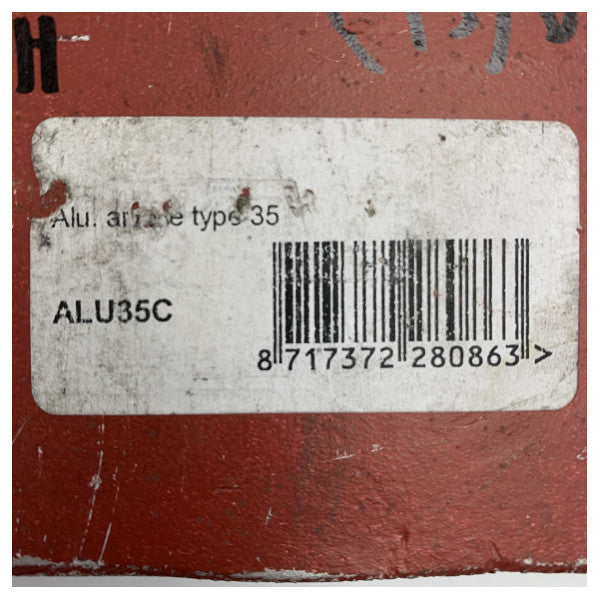 H
Alu. anode type 35
ALU35C
8 717372 280863 >